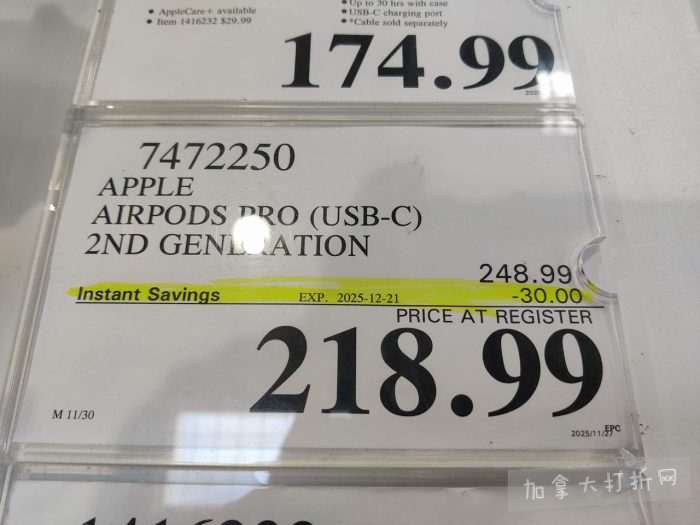 • AppleCare+ available
• Item 1416232 $29.99
• Up to 30 hrs with case
• USB-C charging port
• *Cable sold separately
174.99
7472250
APPLE
AIRPODS PRO (USB-C)
2ND GENERATION
248.99
Instant Savings EXP. 2025-12-21 -30.00
PRICE AT REGISTER
218.99
M 11/30
EPC
2025/11/27
加拿大打折网